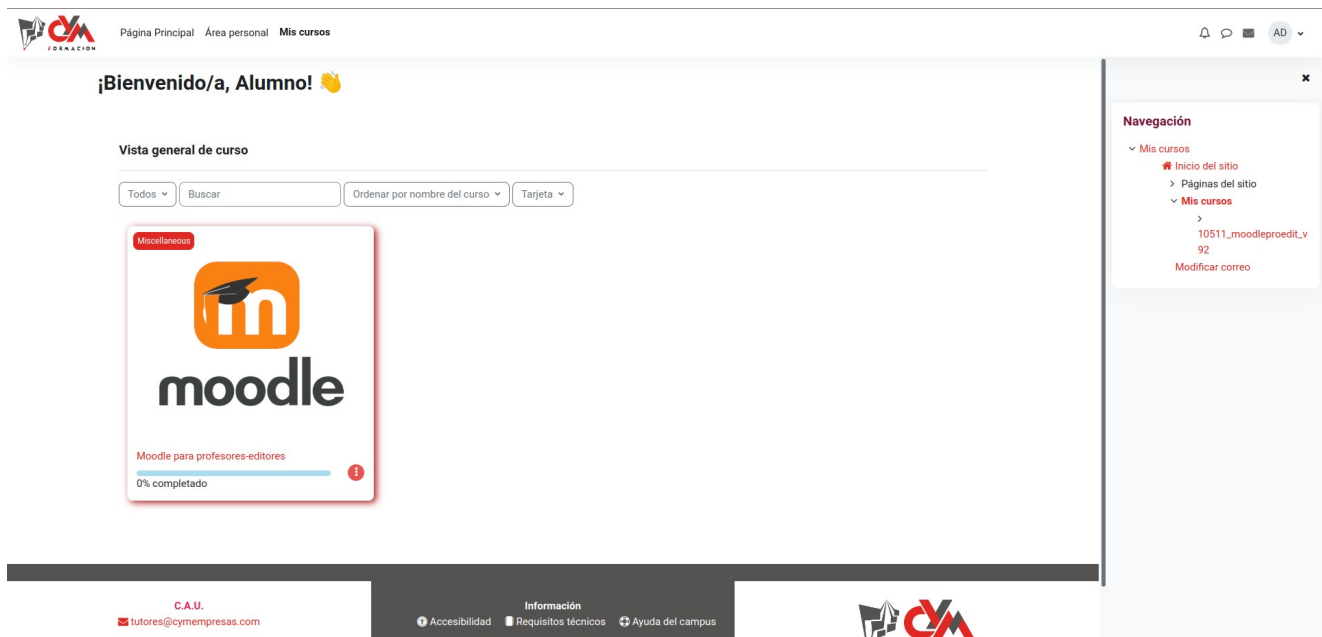 CYM
FORMACION
Página Principal Área personal Mis cursos
AD
¡Bienvenido/a, Alumno! 👋
Vista general de curso
Todos
Buscar
Ordenar por nombre del curso
Tarjeta
Miscellaneous
m
moodle
Moodle para profesores-editores
0% completado
Navegación
Mis cursos
Inicio del sitio
Páginas del sitio
Mis cursos
10511_moodleproedit_v
92
Modificar correo
C.A.U.
tutores@cymempresas.com
Información
Accesibilidad Requisitos técnicos Ayuda del campus
CYM